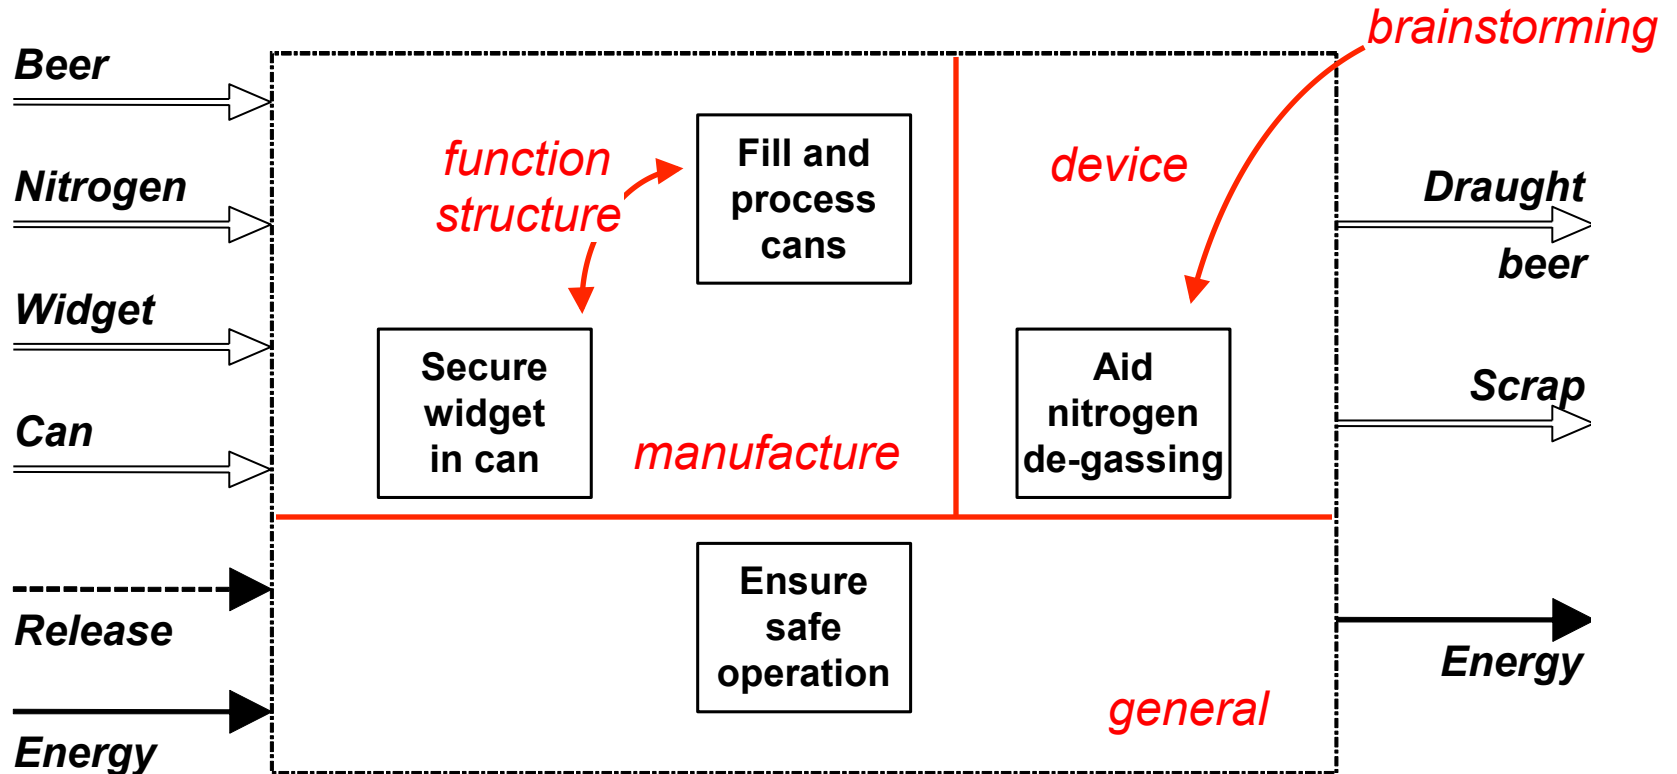 brainstorming
Beer
Nitrogen
Widget
Can
Release
Energy
function
structure
Fill and
process
cans
Secure
widget
in can
manufacture
device
Aid
nitrogen
de-gassing
Ensure
safe
operation
general
Draught
beer
Scrap
Energy